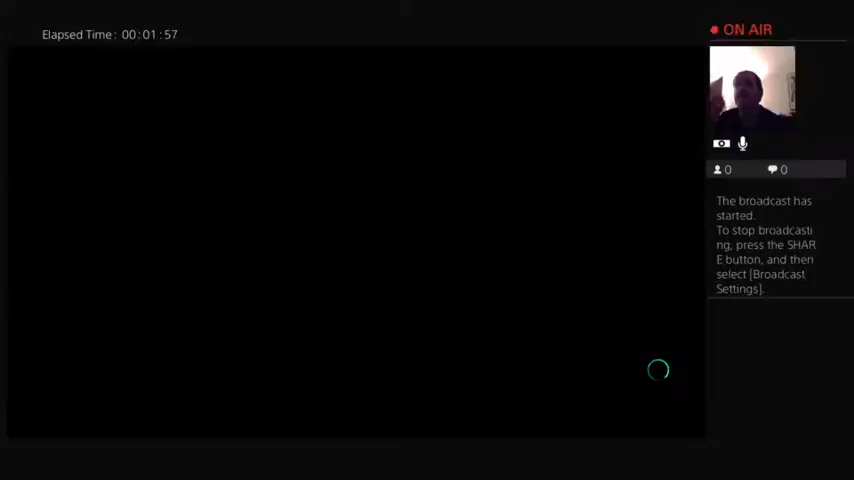 Elapsed Time: 00:01:57
ON AIR
0 0
The broadcast has
started.
To stop broadcasti
ng, press the SHAR
E button, and then
select [Broadcast
Settings].